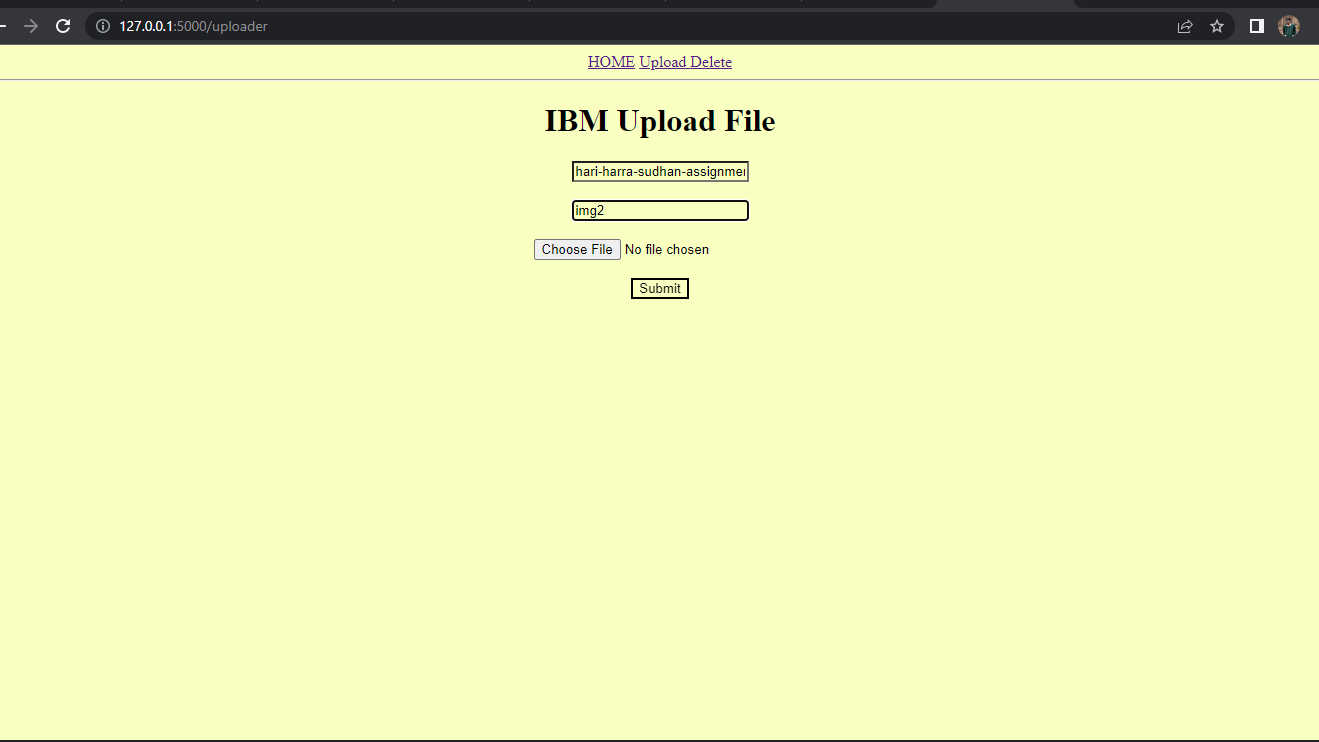 127.0.0.1:5000/uploader
HOME Upload Delete
IBM Upload File
hari-harra-sudhan-assignmen
img2
Choose File No file chosen
Submit